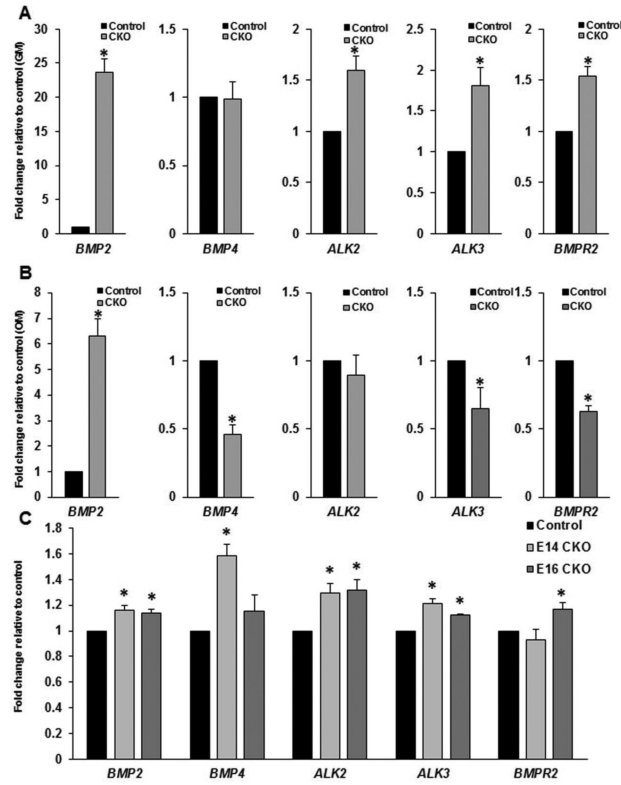 A
Fold change relative to control (GM)
30
25
20
15
10
5
0
Control
CKO
*
BMP2
1.5
1
0.5
0
Control
CKO
BMP4
2
1.5
1
0.5
0
Control
CKO
*
ALK2
2.5
2
1.5
1
0.5
0
Control
CKO
*
ALK3
2
1.5
1
0.5
0
Control
CKO
*
BMPR2
B
Fold change relative to control (OM)
8
7
6
5
4
3
2
1
0
Control
CKO
*
BMP2
1.5
1
0.5
0
Control
CKO
*
BMP4
1.5
1
0.5
0
Control
CKO
ALK2
1.5
1
0.5
0
Control
CKO
*
ALK3
1.5
1
0.5
0
Control
CKO
*
BMPR2
C
Fold change relative to control
1.8
1.6
1.4
1.2
1
0.8
0.6
0.4
0.2
0
Control
E14 CKO
E16 CKO
* *
*
* *
* *
*
BMP2 BMP4 ALK2 ALK3 BMPR2